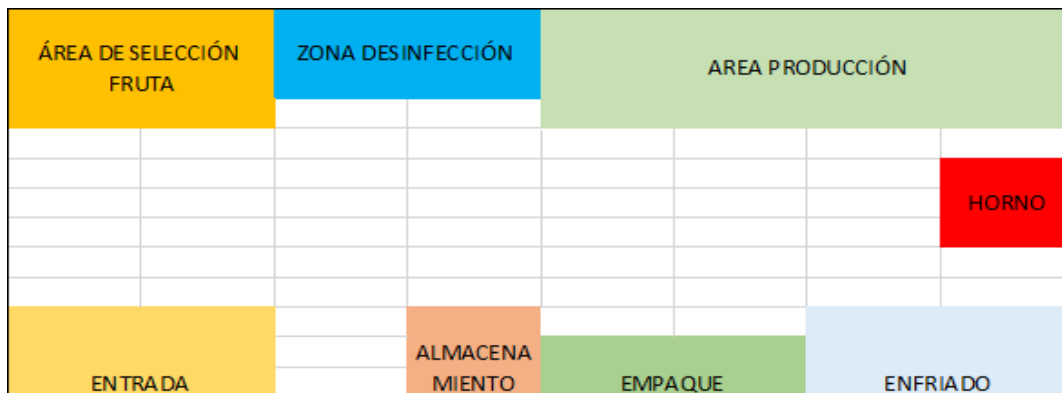 ÁREA DE SELECCIÓN
FRUTA
ZONA DESINFECCIÓN
AREA PRODUCCIÓN
HORNO
ENTRADA
ALMACENA
MIENTO
EMPAQUE
ENFRIADO